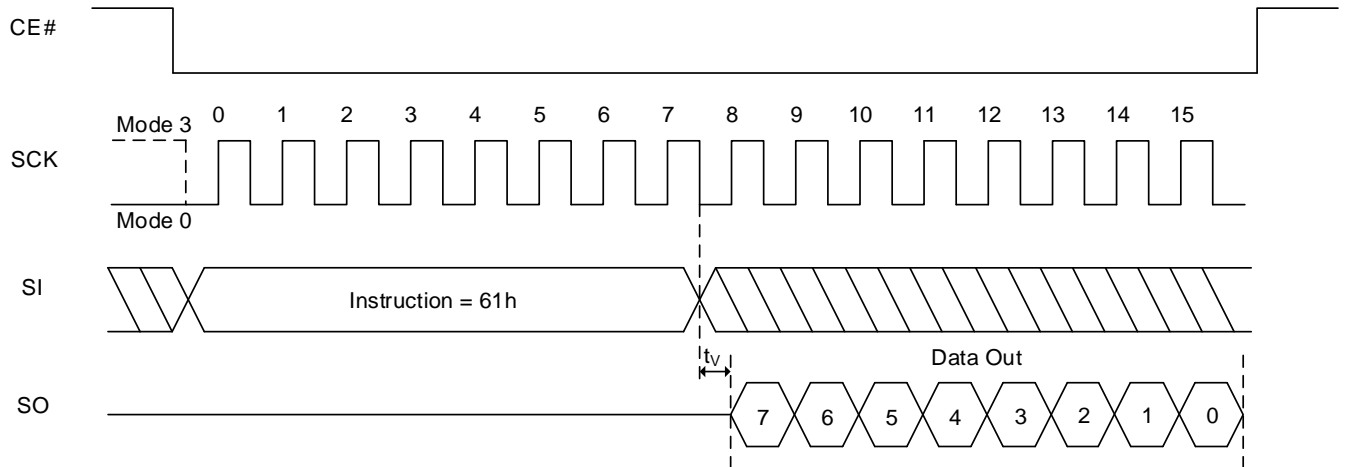 CE#
0 1 2 3 4 5 6 7 8 9 10 11 12 13 14 15
Mode 3
SCK
Mode 0
SI
Instruction = 61h
tV
Data Out
SO
7 6 5 4 3 2 1 0